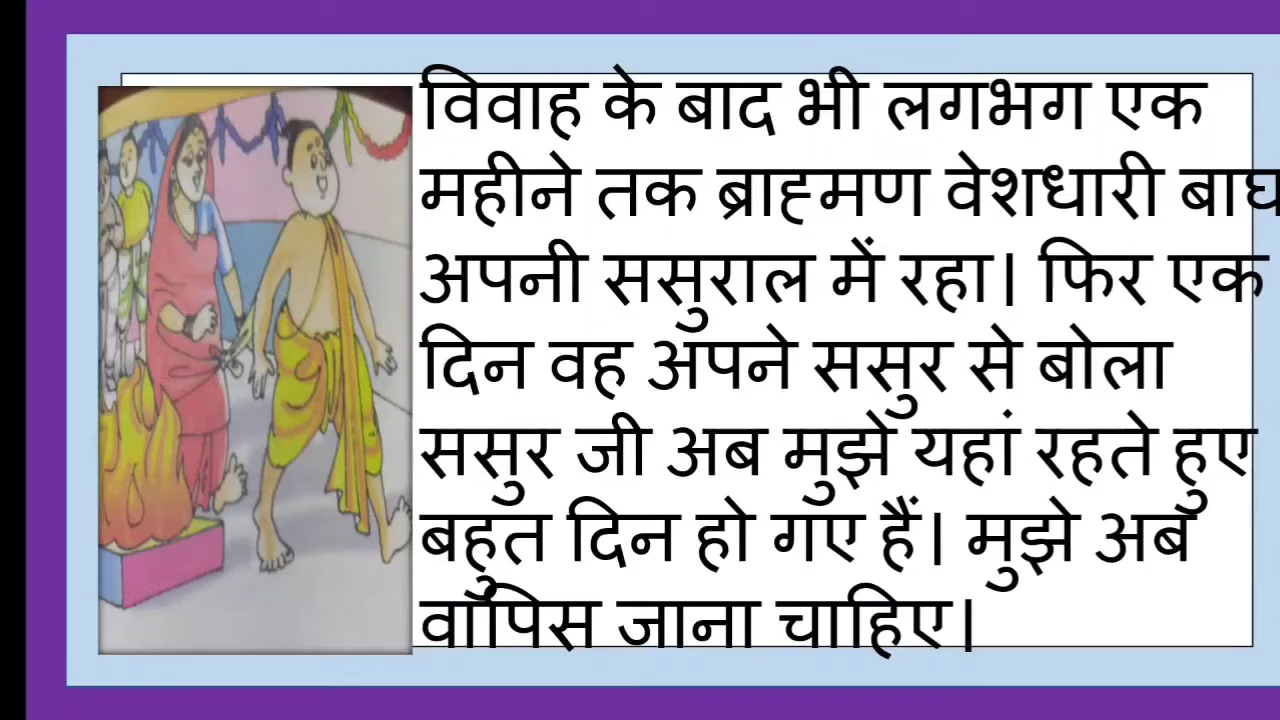 विवाह के बाद भी लगभग एक
महीने तक ब्राह्मण वेशधारी बाघ
अपनी ससुराल में रहा। फिर एक
दिन वह अपने ससुर से बोला
ससुर जी अब मुझे यहां रहते हुए
बहुत दिन हो गए हैं। मुझे अब
वापिस जाना चाहिए।